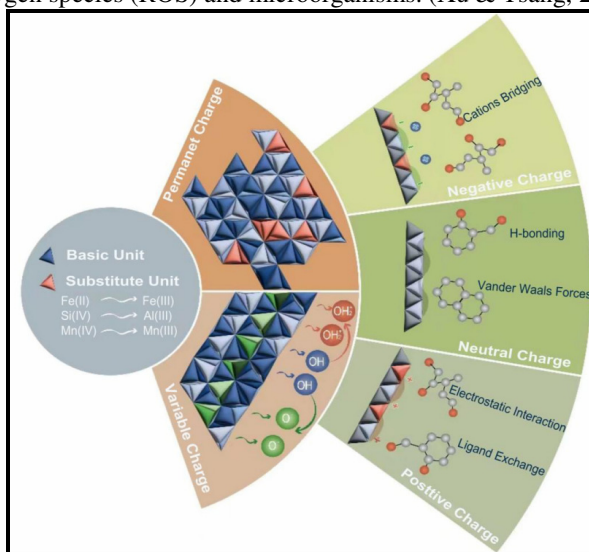 gen species (ROS) and microorganisms. (Xu & Tsang, 2
Permanet Charge
Basic Unit
Substitute Unit
Fe(II) Fe(III)
Si(IV) Al(III)
Mn(IV) Mn(III)
Variable Charge
OH
OH
Cations Bridging
Negative Charge
H-bonding
Vander Waals Forces
Neutral Charge
Electrostatic Interaction
Ligand Exchange
Posttive Charge